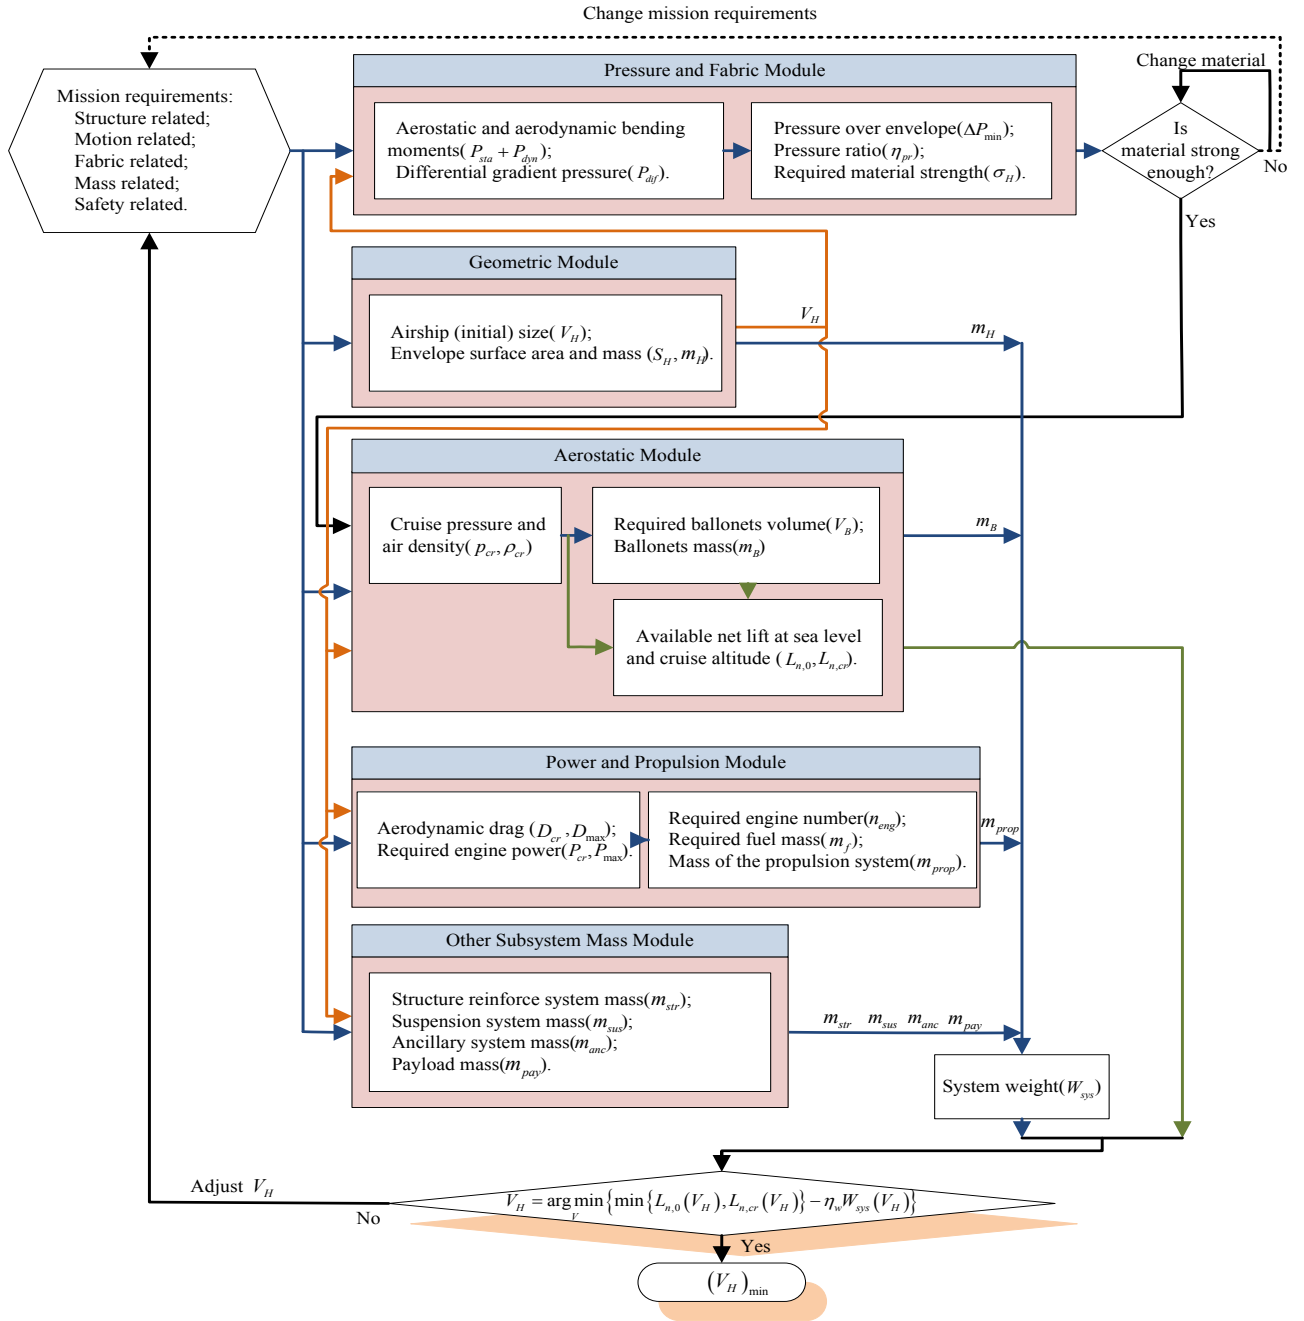 Change mission requirements
Mission requirements:
Structure related;
Motion related;
Fabric related;
Mass related;
Safety related.
Pressure and Fabric Module
Aerostatic and aerodynamic bending
moments(P_sta + P_dyn);
Differential gradient pressure(P_dif).
Pressure over envelope(ΔP_min);
Pressure ratio(η_pr);
Required material strength(σ_H).
Change material
Is
material strong
enough?
No
Yes
Geometric Module
Airship (initial) size(V_H);
Envelope surface area and mass (S_H, m_H).
V_H
m_H
Aerostatic Module
Cruise pressure and
air density(p_cr, ρ_cr)
Required ballonets volume(V_B);
Ballonets mass(m_B)
m_B
Available net lift at sea level
and cruise altitude (L_n,0, L_n,cr).
Power and Propulsion Module
Aerodynamic drag (D_cr, D_max);
Required engine power(P_cr, P_max).
Required engine number(n_eng);
Required fuel mass(m_f);
Mass of the propulsion system(m_prop).
m_prop
Other Subsystem Mass Module
Structure reinforce system mass(m_str);
Suspension system mass(m_sus);
Ancillary system mass(m_anc);
Payload mass(m_pay).
m_str m_sus m_anc m_pay
System weight(W_sys)
Adjust V_H
No
V_H = arg min_V {min{L_n,0(V_H), L_n,cr(V_H)} − η_w W_sys(V_H)}
Yes
(V_H)_min